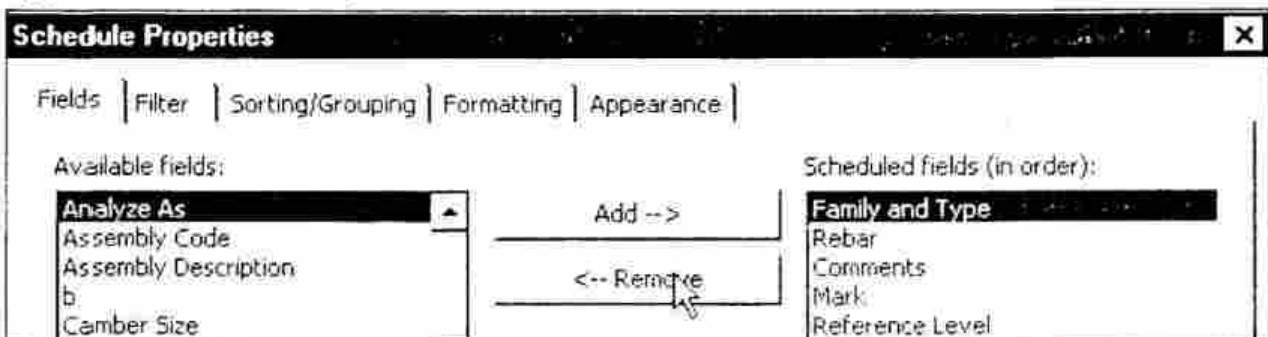 Schedule Properties
Fields Filter Sorting/Grouping Formatting Appearance
Available fields:
Scheduled fields (in order):
Analyze As
Assembly Code
Assembly Description
b
Camber Size
Add -->
<-- Remove
Family and Type
Rebar
Comments
Mark
Reference Level